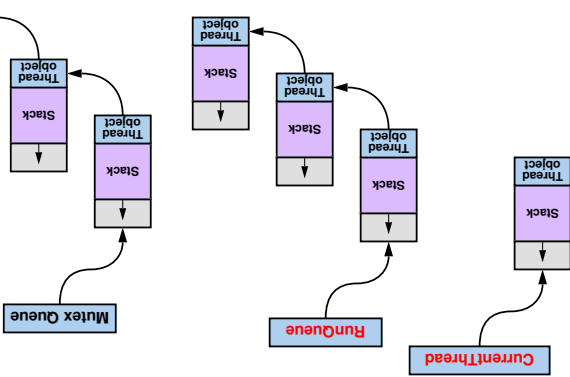 CurrentThread
Stack
Thread
object
RunQueue
Stack
Thread
object
Stack
Thread
object
Stack
Thread
object
Mutex Queue
Stack
Thread
object
Stack
Thread
object